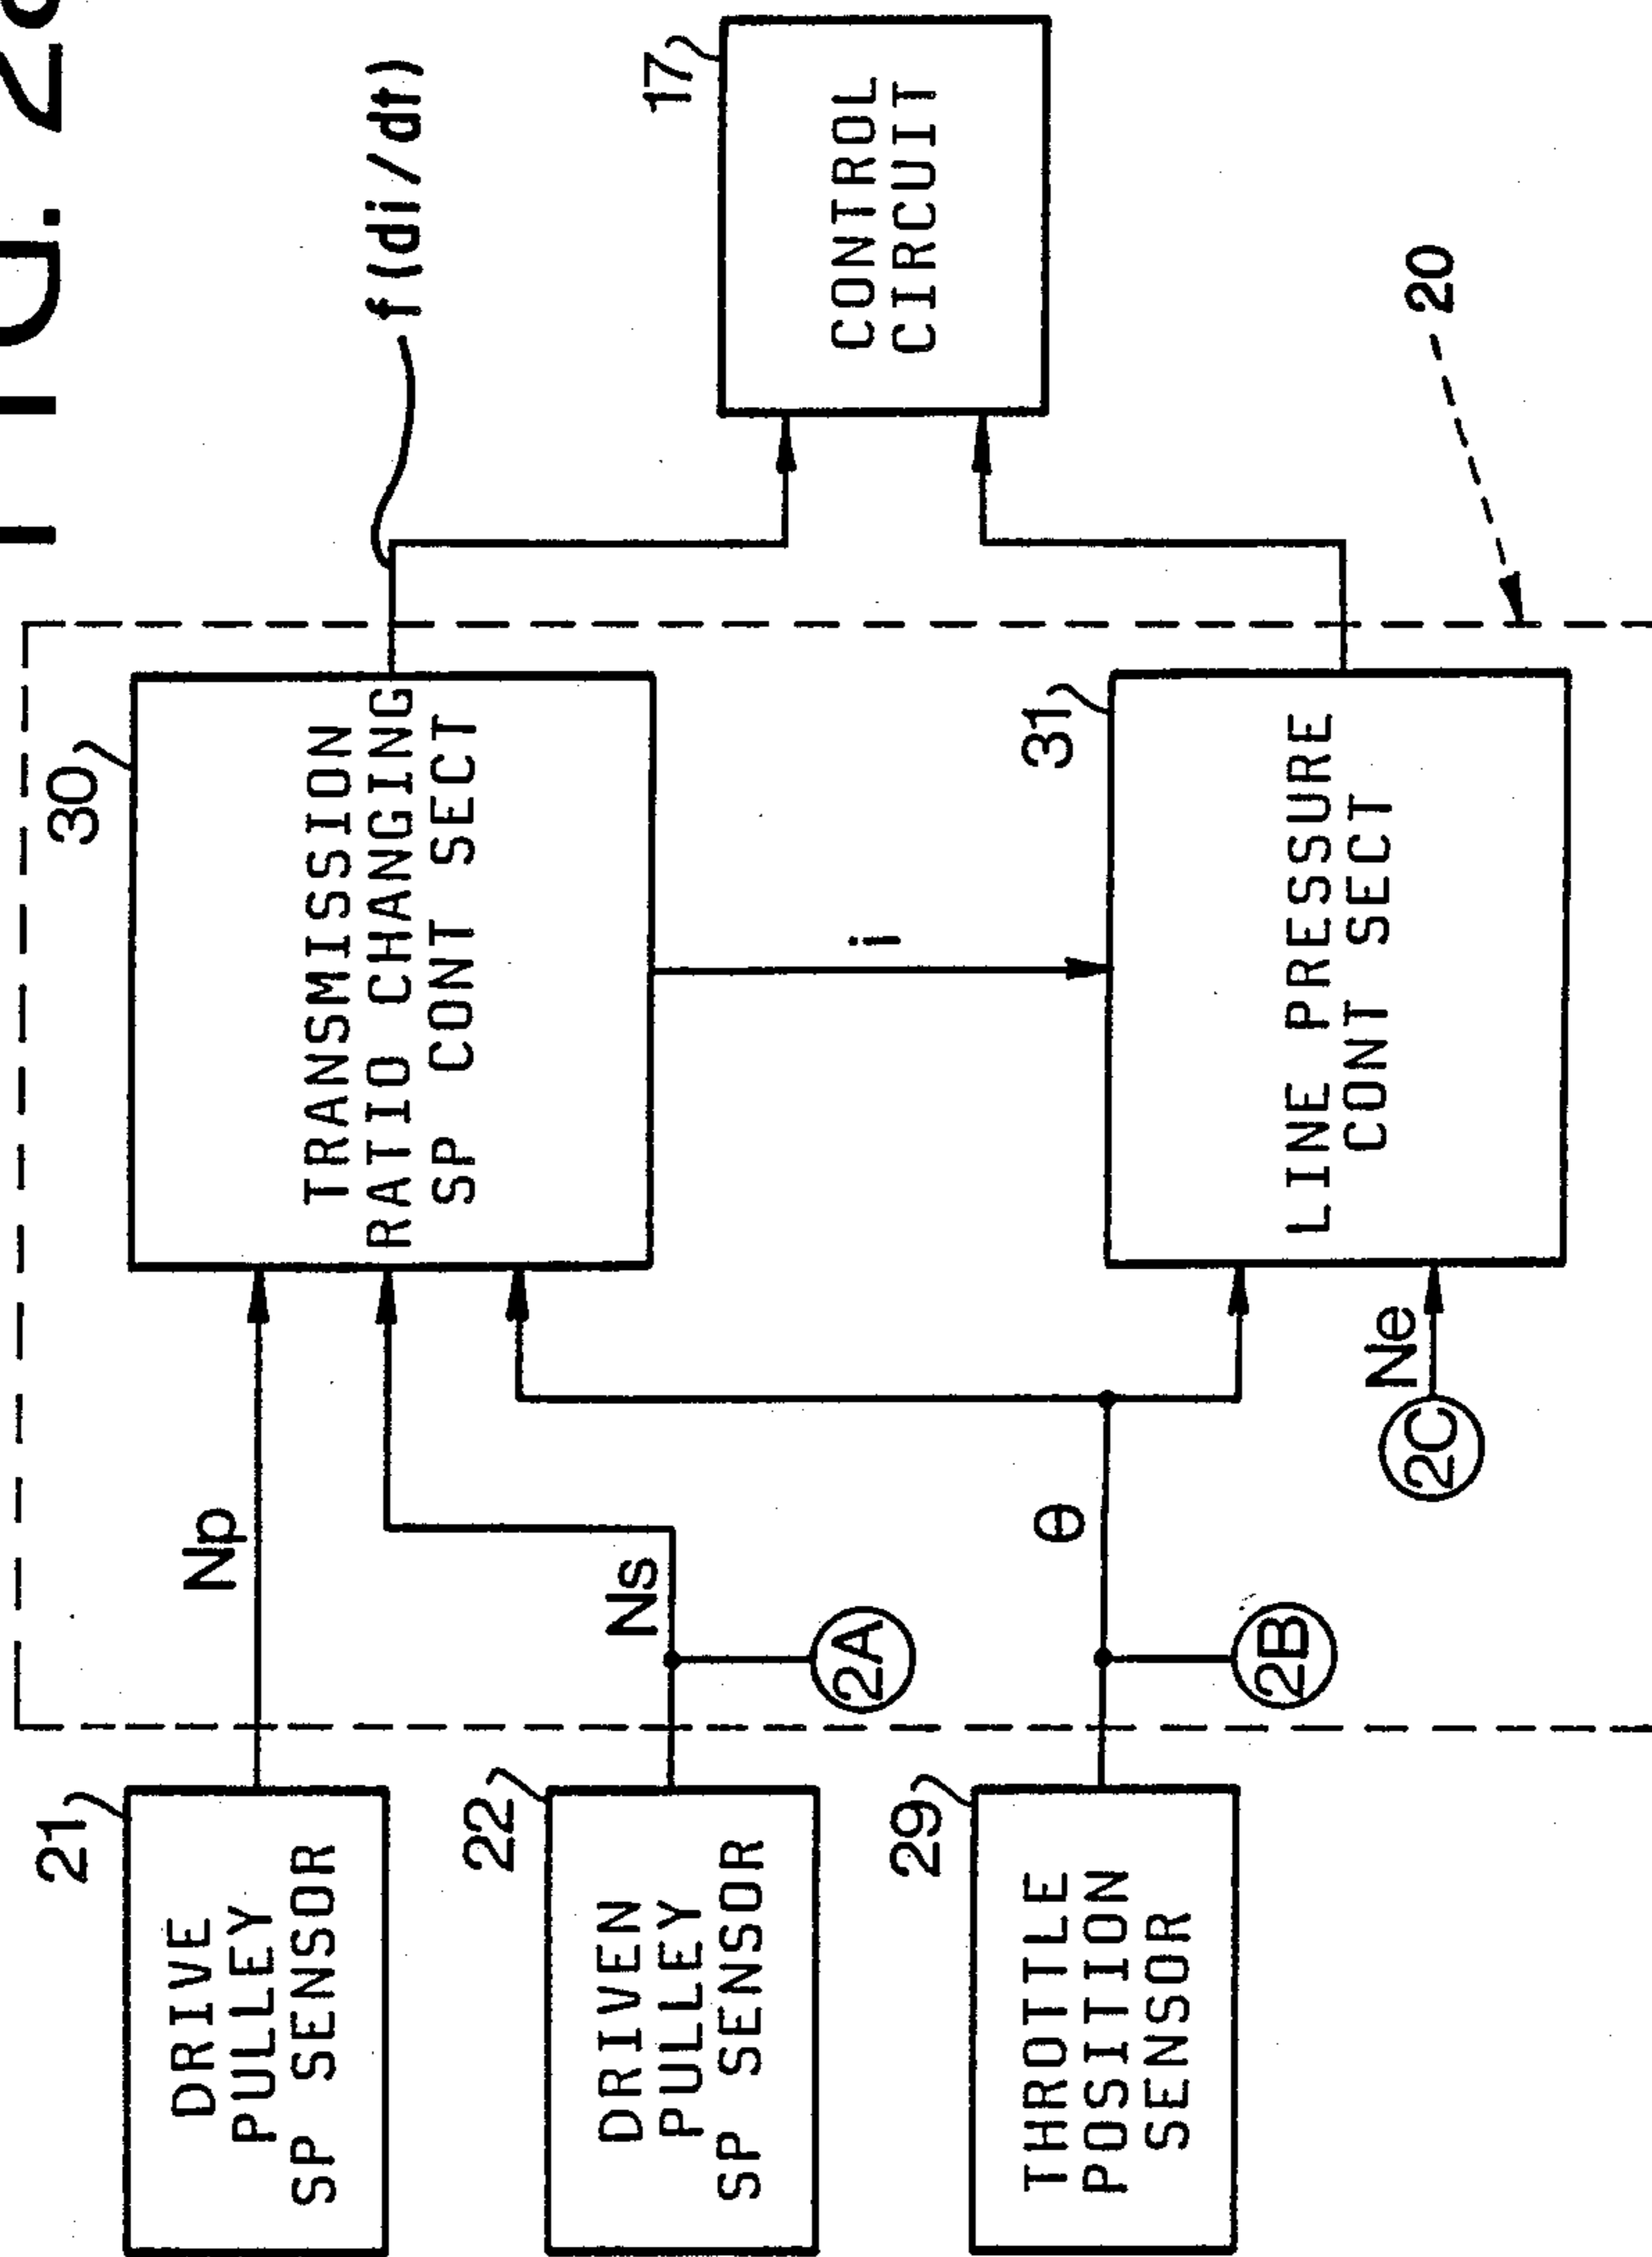 FIG. 2a
21
DRIVE
PULLEY
SP SENSOR
Np
30
TRANSMISSION
RATIO CHANGING
SP CONT SECT
f(di/dt)
22
DRIVEN
PULLEY
SP SENSOR
Ns
2A
i
17
CONTROL
CIRCUIT
29
THROTTLE
POSITION
SENSOR
θ
2B
31
LINE PRESSURE
CONT SECT
Ne
2C
20